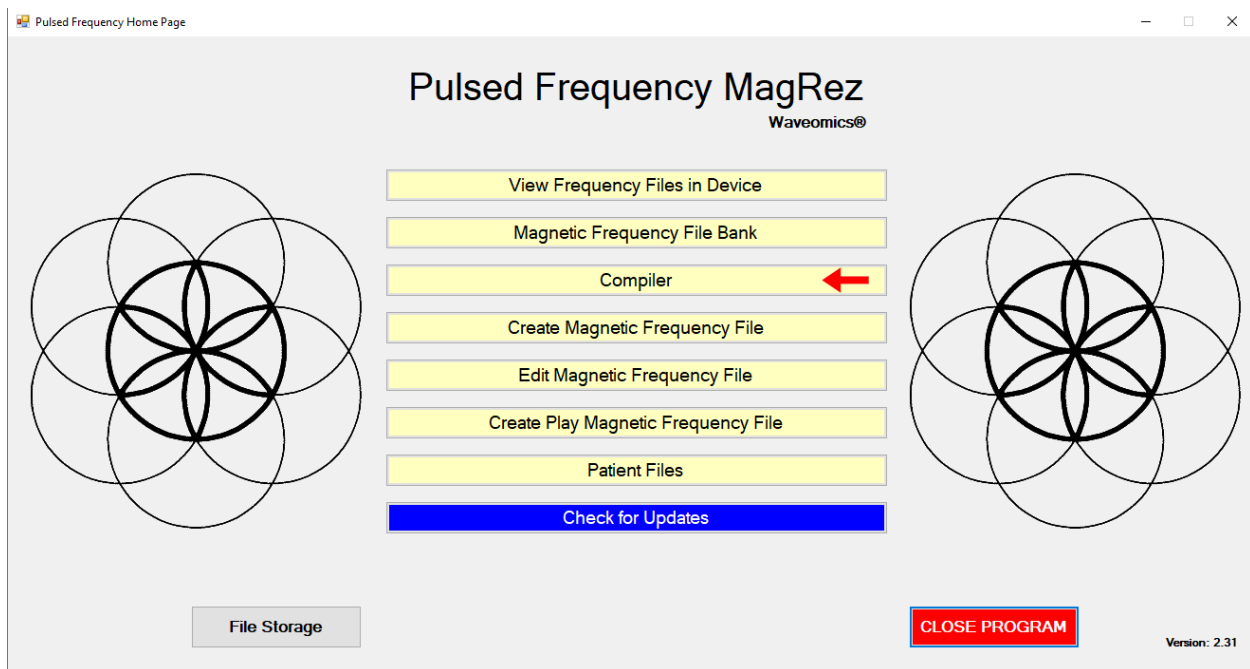 Pulsed Frequency Home Page
Pulsed Frequency MagRez
Waveomics®
View Frequency Files in Device
Magnetic Frequency File Bank
Compiler
Create Magnetic Frequency File
Edit Magnetic Frequency File
Create Play Magnetic Frequency File
Patient Files
Check for Updates
File Storage
CLOSE PROGRAM
Version: 2.31